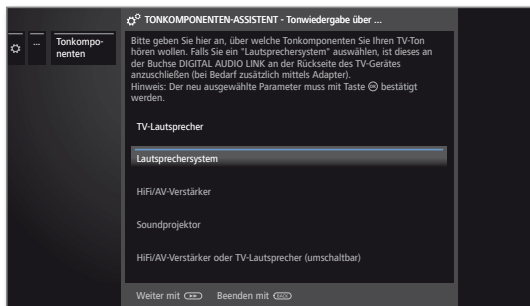 TONKOMPONENTEN-ASSISTENT - Tonwiedergabe über ...
... Tonkompo-
nenten
Bitte geben Sie hier an, über welche Tonkomponenten Sie Ihren TV-Ton
hören wollen. Falls Sie ein "Lautsprechersystem" auswählen, ist dieses an
der Buchse DIGITAL AUDIO LINK an der Rückseite des TV-Gerätes
anzuschließen (bei Bedarf zusätzlich mittels Adapter).
Hinweis: Der neu ausgewählte Parameter muss mit Taste OK bestätigt
werden.
TV-Lautsprecher
Lautsprechersystem
HiFi/AV-Verstärker
Soundprojektor
HiFi/AV-Verstärker oder TV-Lautsprecher (umschaltbar)
Weiter mit Beenden mit